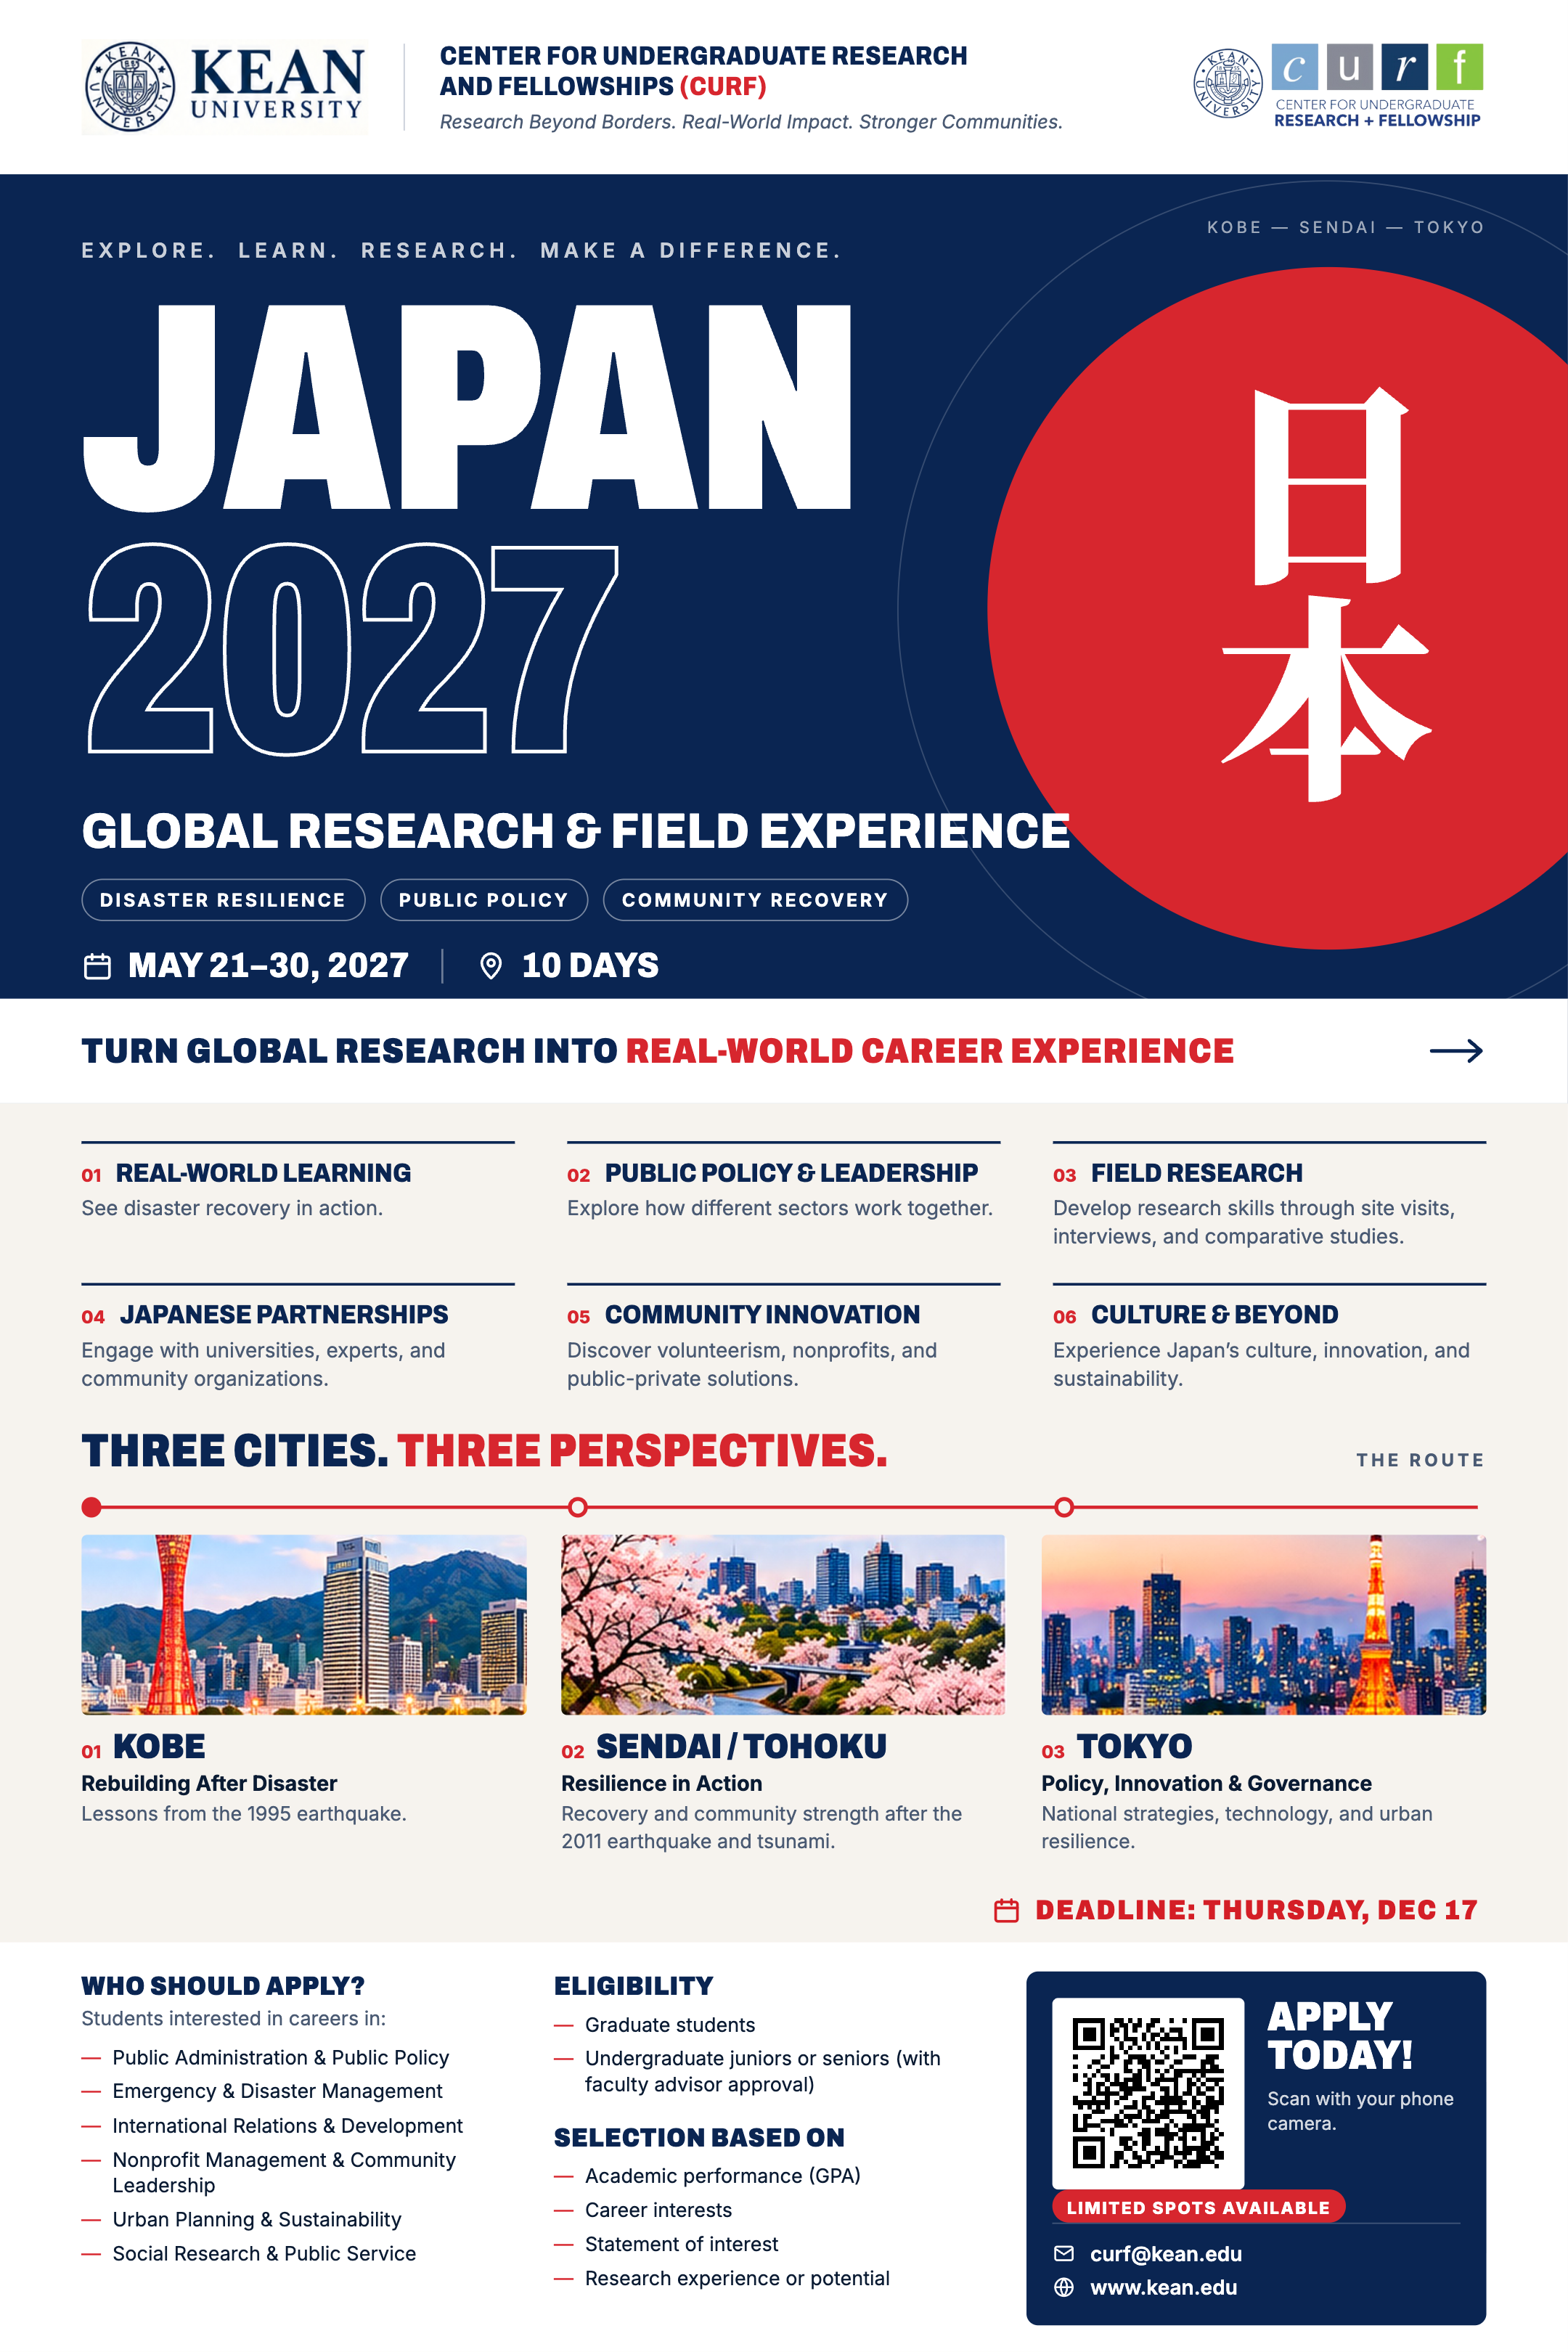 KEAN UNIVERSITY
KEAN
UNIVERSITY
CENTER FOR UNDERGRADUATE RESEARCH
AND FELLOWSHIPS (CURF)
Research Beyond Borders. Real-World Impact. Stronger Communities.
KEAN UNIVERSITY
c u r f
CENTER FOR UNDERGRADUATE
RESEARCH + FELLOWSHIP
KOBE — SENDAI — TOKYO
EXPLORE. LEARN. RESEARCH. MAKE A DIFFERENCE.
JAPAN
2027
日
本
GLOBAL RESEARCH & FIELD EXPERIENCE
DISASTER RESILIENCE
PUBLIC POLICY
COMMUNITY RECOVERY
MAY 21–30, 2027
10 DAYS
TURN GLOBAL RESEARCH INTO REAL-WORLD CAREER EXPERIENCE
01 REAL-WORLD LEARNING
See disaster recovery in action.
02 PUBLIC POLICY & LEADERSHIP
Explore how different sectors work together.
03 FIELD RESEARCH
Develop research skills through site visits,
interviews, and comparative studies.
04 JAPANESE PARTNERSHIPS
Engage with universities, experts, and
community organizations.
05 COMMUNITY INNOVATION
Discover volunteerism, nonprofits, and
public-private solutions.
06 CULTURE & BEYOND
Experience Japan’s culture, innovation, and
sustainability.
THREE CITIES. THREE PERSPECTIVES.
THE ROUTE
01 KOBE
Rebuilding After Disaster
Lessons from the 1995 earthquake.
02 SENDAI / TOHOKU
Resilience in Action
Recovery and community strength after the
2011 earthquake and tsunami.
03 TOKYO
Policy, Innovation & Governance
National strategies, technology, and urban
resilience.
DEADLINE: THURSDAY, DEC 17
WHO SHOULD APPLY?
Students interested in careers in:
— Public Administration & Public Policy
— Emergency & Disaster Management
— International Relations & Development
— Nonprofit Management & Community
Leadership
— Urban Planning & Sustainability
— Social Research & Public Service
ELIGIBILITY
— Graduate students
— Undergraduate juniors or seniors (with
faculty advisor approval)
SELECTION BASED ON
— Academic performance (GPA)
— Career interests
— Statement of interest
— Research experience or potential
APPLY
TODAY!
Scan with your phone
camera.
LIMITED SPOTS AVAILABLE
curf@kean.edu
www.kean.edu